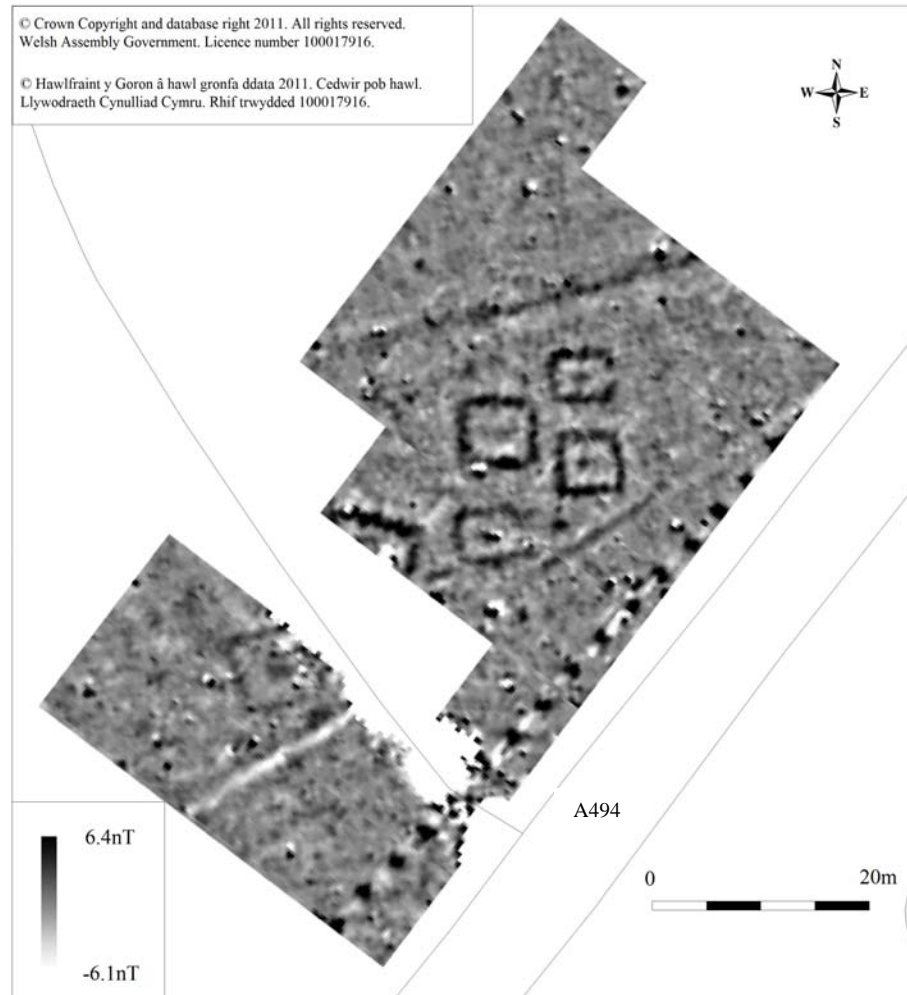 © Crown Copyright and database right 2011. All rights reserved.
Welsh Assembly Government. Licence number 100017916.
© Hawlfraint y Goron â hawl gronfa ddata 2011. Cedwir pob hawl.
Llywodraeth Cynulliad Cymru. Rhif trwydded 100017916.
N
W E
S
A494
6.4nT
-6.1nT
0 20m